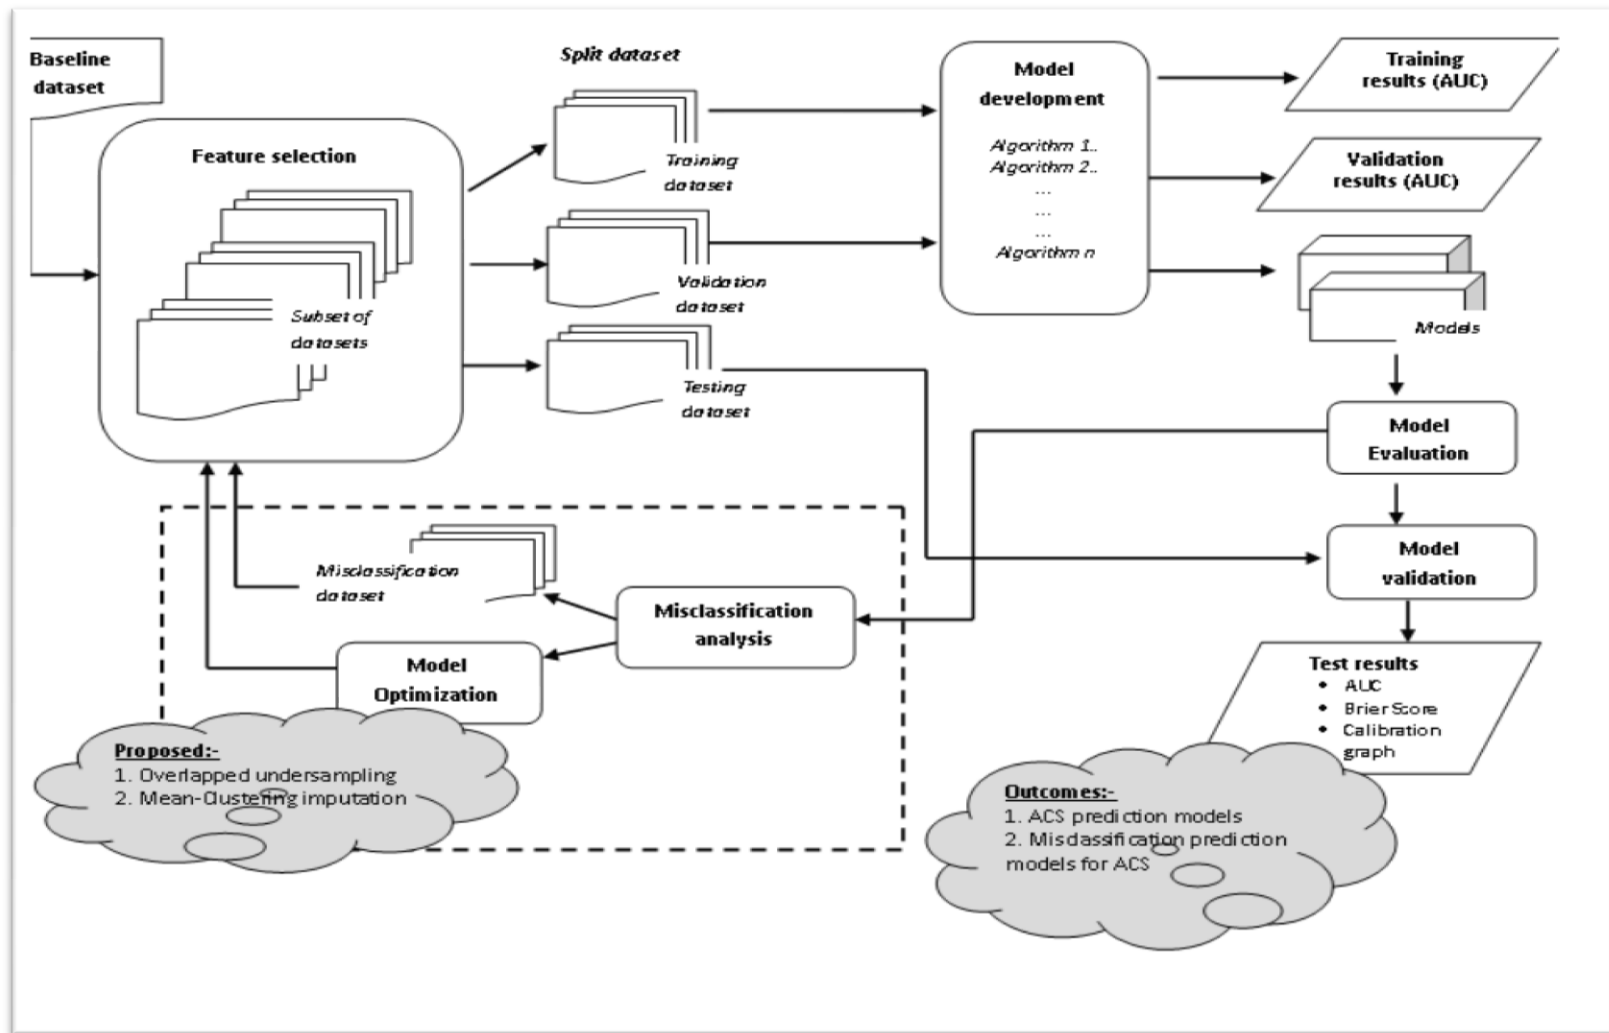 Baseline
dataset
Feature selection
Subset of
datasets
Split dataset
Training
dataset
Validation
dataset
Testing
dataset
Model
development
Algorithm 1..
Algorithm 2..
...
...
...
Algorithm n
Training
results (AUC)
Validation
results (AUC)
Models
Model
Evaluation
Model
validation
Misclassification
dataset
Misclassification
analysis
Model
Optimization
Test results
• AUC
• Brier Score
• Calibration
graph
Proposed:-
1. Overlapped undersampling
2. Mean-Clustering imputation
Outcomes:-
1. ACS prediction models
2. Misclassification prediction
models for ACS